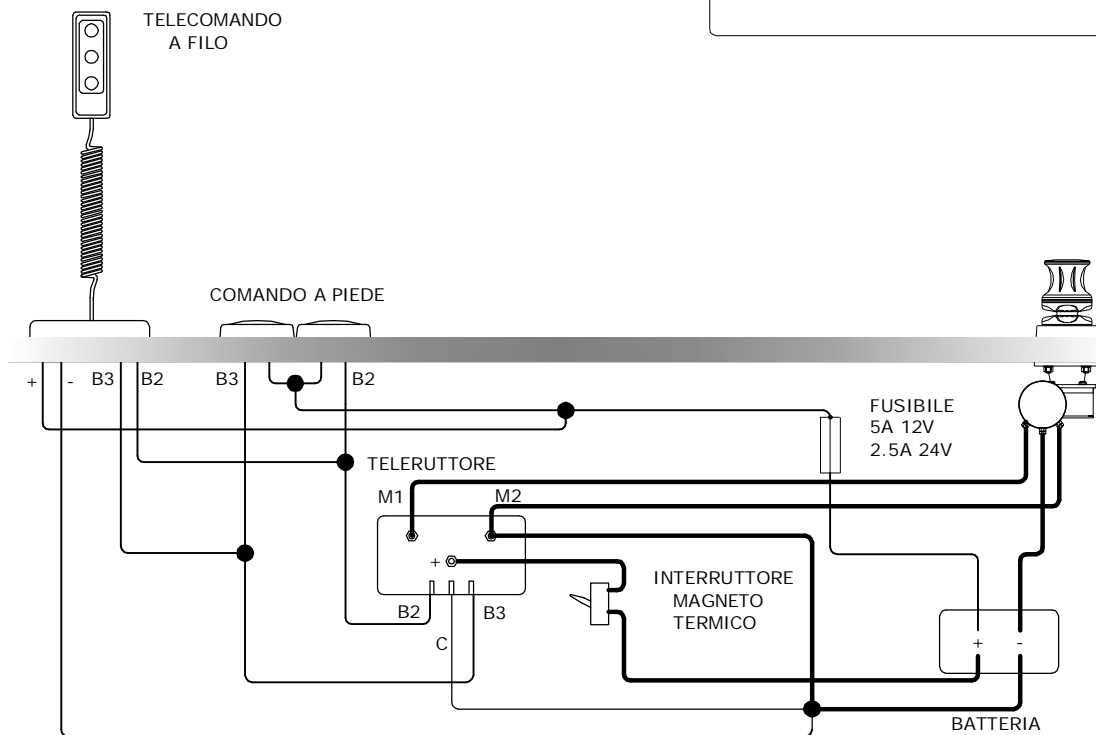 TELECOMANDO
A FILO
COMANDO A PIEDE
+ - B3 B2 B3 B2
FUSIBILE
5A 12V
2.5A 24V
TELERUTTORE
M1 M2
+
INTERRUTTORE
MAGNETO
TERMICO
B2 B3
C
+ -
BATTERIA